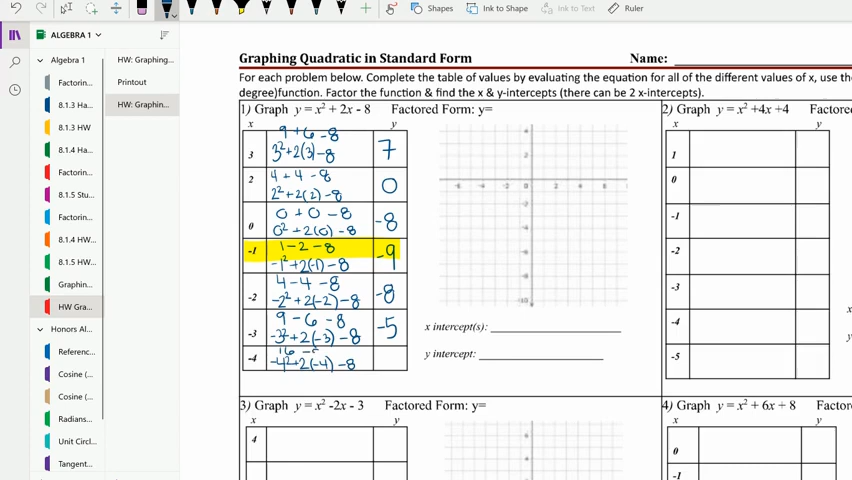 Shapes Ink to Shape Ink to Text Ruler
ALGEBRA 1
Algebra 1
Factorin...
8.1.3 Ha...
8.1.3 HW
8.1.4 Ha...
Factorin...
8.1.5 Stu...
Factorin...
8.1.4 HW...
8.1.5 HW...
Graphin...
HW Gra...
Honors Al...
Referenc...
Cosine (...
Cosine (...
Radians...
Unit Circl...
Tangent...
HW: Graphing...
Printout
HW: Graphin...
Graphing Quadratic in Standard Form Name:
For each problem below. Complete the table of values by evaluating the equation for all of the different values of x, use the
degree)function. Factor the function & find the x & y-intercepts (there can be 2 x-intercepts).
1) Graph y = x² + 2x - 8 Factored Form: y=
x y
9 + 6 - 8
3 3² + 2(3) - 8 7
4 + 4 - 8
2 2² + 2(2) - 8 0
0 + 0 - 8
0 0² + 2(0) - 8 -8
1 - 2 - 8
-1 -1² + 2(-1) - 8 -9
4 - 4 - 8
-2 -2² + 2(-2) - 8 -8
9 - 6 - 8
-3 -3² + 2(-3) - 8 -5
16 -
-4 -4² + 2(-4) - 8
x intercept(s):
y intercept:
2) Graph y = x² +4x +4 Factored
x
1
0
-1
-2
-3
-4
-5
x
y
3) Graph y = x² -2x - 3 Factored Form: y=
x y
4
4) Graph y = x² + 6x + 8 Factor
x y
0
-1